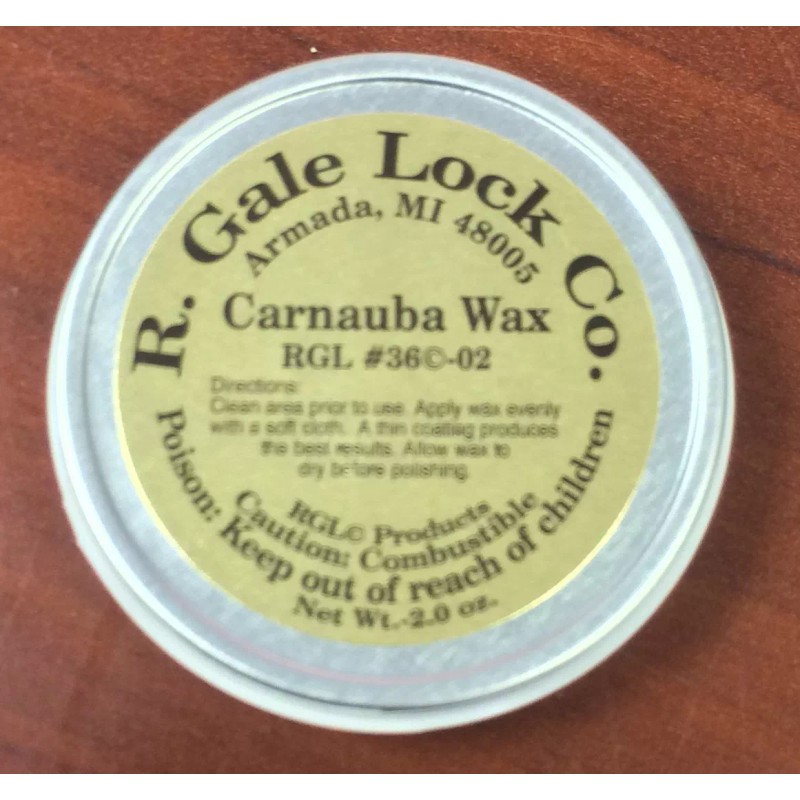 R. Gale Lock Co.
Armada, MI 48005
Carnauba Wax
RGL #36©-02
Directions:
Clean area prior to use. Apply wax evenly
with a soft cloth. A thin coating produces
the best results. Allow wax to
dry before polishing.
RGL© Products
Caution: Combustible
Poison: Keep out of reach of children
Net Wt.-2.0 oz.